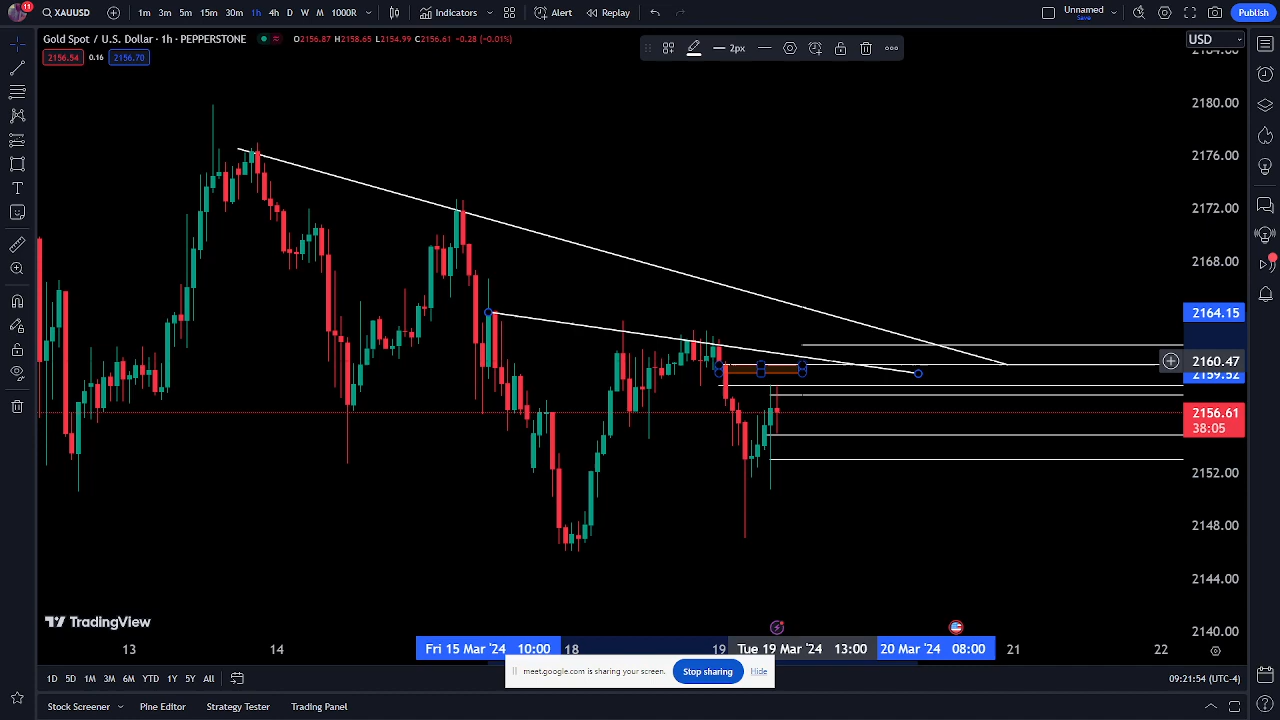 11
XAUUSD 1m 3m 5m 15m 30m 1h 4h D W M 1000R Indicators Alert Replay Unnamed Save Publish
Gold Spot / U.S. Dollar · 1h · PEPPERSTONE O2156.87 H2158.65 L2154.99 C2156.61 -0.28 (-0.01%)
2156.54 0.16 2156.70
2px
USD
2180.00
2176.00
2172.00
2168.00
2164.15
2160.47
2159.52
2156.61
38:05
2152.00
2148.00
2144.00
2140.00
TradingView
13 14 Fri 15 Mar '24 10:00 18 19 Tue 19 Mar '24 13:00 20 Mar '24 08:00 21 22
meet.google.com is sharing your screen. Stop sharing Hide
1D 5D 1M 3M 6M YTD 1Y 5Y All 09:21:54 (UTC-4)
Stock Screener Pine Editor Strategy Tester Trading Panel